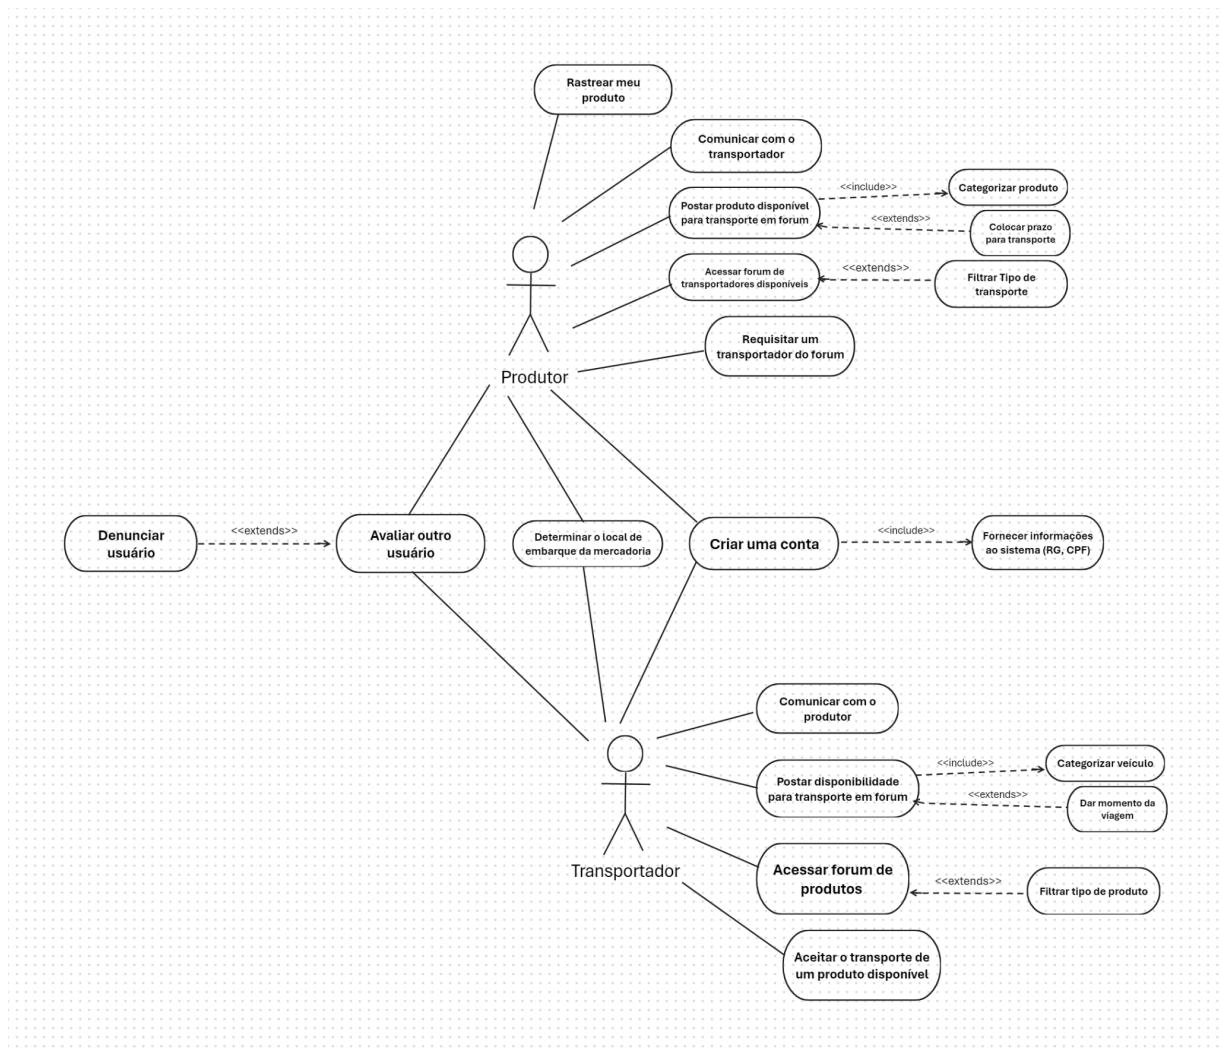 Rastrear meu
produto
Comunicar com o
transportador
Postar produto disponível
para transporte em forum
<<include>>
Categorizar produto
<<extends>>
Colocar prazo
para transporte
Acessar forum de
transportadores disponíveis
<<extends>>
Filtrar Tipo de
transporte
Requisitar um
transportador do forum
Produtor
Denunciar
usuário
<<extends>>
Avaliar outro
usuário
Determinar o local de
embarque da mercadoria
Criar uma conta
<<include>>
Fornecer informações
ao sistema (RG, CPF)
Comunicar com o
produtor
Postar disponibilidade
para transporte em forum
<<include>>
Categorizar veículo
<<extends>>
Dar momento da
viagem
Transportador
Acessar forum de
produtos
<<extends>>
Filtrar tipo de produto
Aceitar o transporte de
um produto disponível